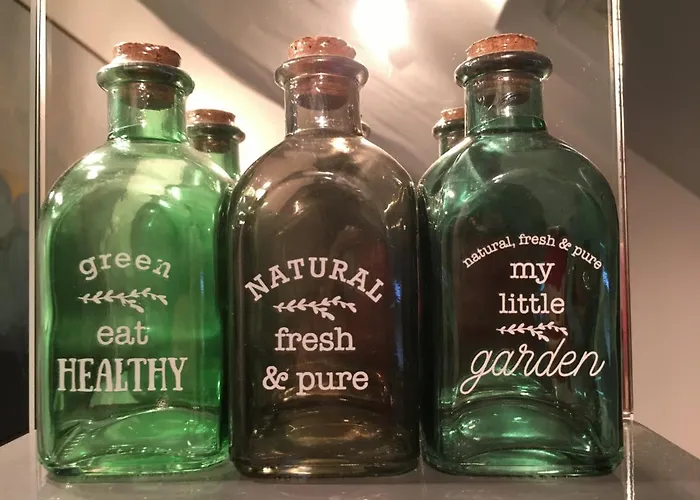 green
eat
HEALTHY
NATURAL
fresh
& pure
natural, fresh & pure
my
little
garden